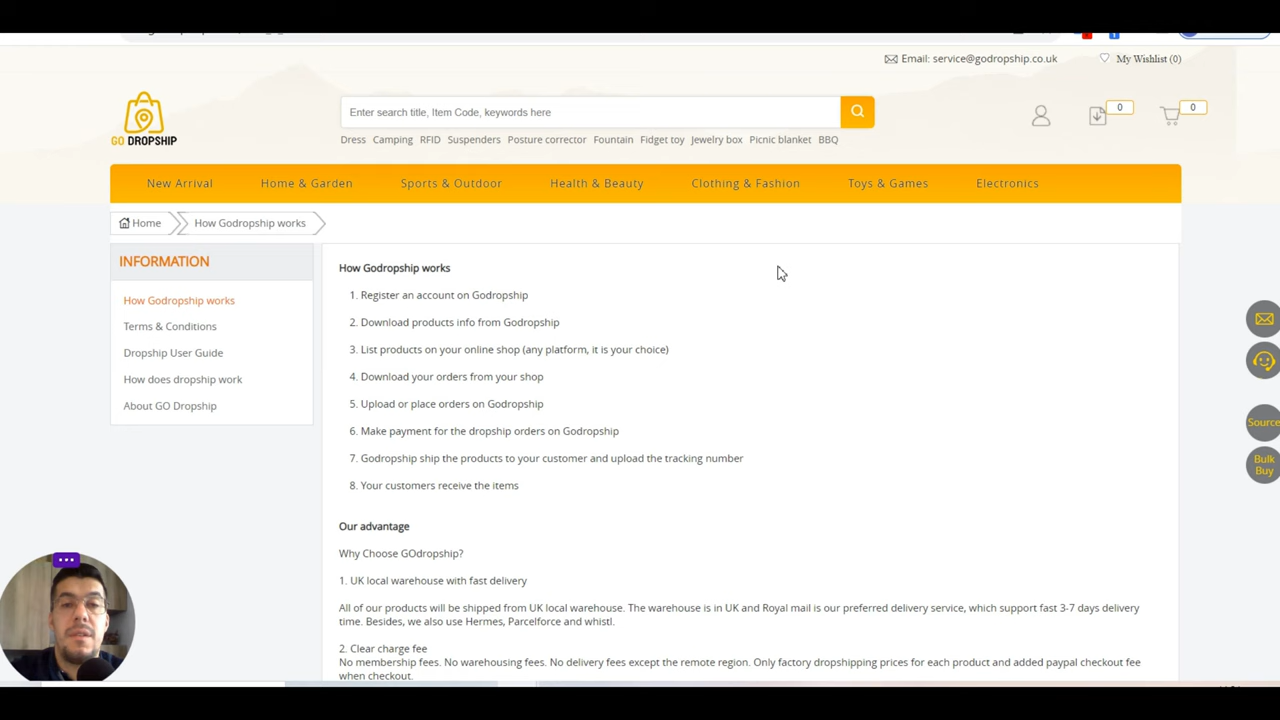 Email: service@godropship.co.uk
My Wishlist (0)
Enter search title, Item Code, keywords here
0
0
GO DROPSHIP
Dress Camping RFID Suspenders Posture corrector Fountain Fidget toy Jewelry box Picnic blanket BBQ
New Arrival Home & Garden Sports & Outdoor Health & Beauty Clothing & Fashion Toys & Games Electronics
Home How Godropship works
INFORMATION
How Godropship works
Terms & Conditions
Dropship User Guide
How does dropship work
About GO Dropship
How Godropship works
1. Register an account on Godropship
2. Download products info from Godropship
3. List products on your online shop (any platform, it is your choice)
4. Download your orders from your shop
5. Upload or place orders on Godropship
6. Make payment for the dropship orders on Godropship
7. Godropship ship the products to your customer and upload the tracking number
8. Your customers receive the items
Our advantage
Why Choose GOdropship?
1. UK local warehouse with fast delivery
All of our products will be shipped from UK local warehouse. The warehouse is in UK and Royal mail is our preferred delivery service, which support fast 3-7 days delivery
time. Besides, we also use Hermes, Parcelforce and whistl.
2. Clear charge fee
No membership fees. No warehousing fees. No delivery fees except the remote region. Only factory dropshipping prices for each product and added paypal checkout fee
when checkout.
Source
Bulk
Buy